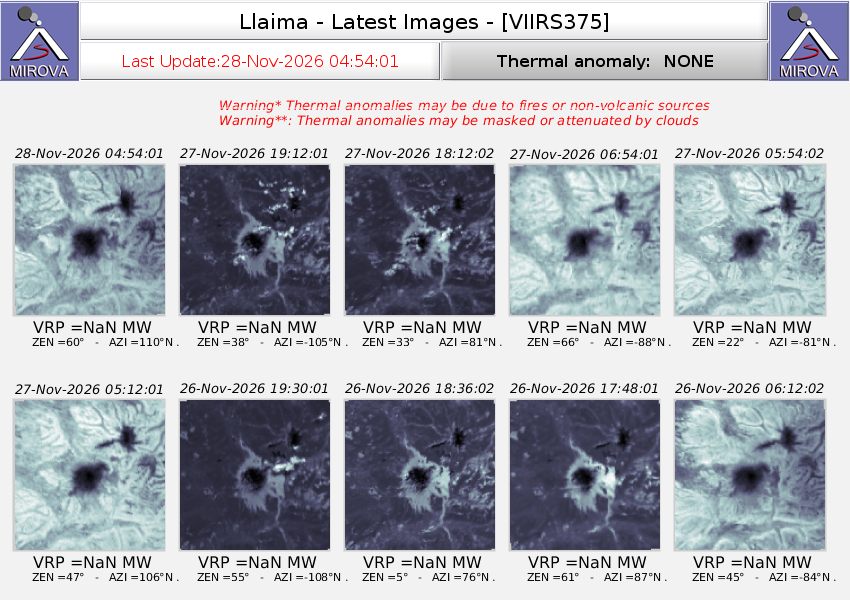 Llaima - Latest Images - [VIIRS375]
MIROVA
Last Update:28-Nov-2026 04:54:01
Thermal anomaly: NONE
MIROVA
Warning* Thermal anomalies may be due to fires or non-volcanic sources
Warning**: Thermal anomalies may be masked or attenuated by clouds
28-Nov-2026 04:54:01
27-Nov-2026 19:12:01
27-Nov-2026 18:12:02
27-Nov-2026 06:54:01
27-Nov-2026 05:54:02
VRP =NaN MW
VRP =NaN MW
VRP =NaN MW
VRP =NaN MW
VRP =NaN MW
ZEN =60° - AZI =110°N .
ZEN =38° - AZI =-105°N .
ZEN =33° - AZI =81°N .
ZEN =66° - AZI =-88°N .
ZEN =22° - AZI =-81°N .
27-Nov-2026 05:12:01
26-Nov-2026 19:30:01
26-Nov-2026 18:36:02
26-Nov-2026 17:48:01
26-Nov-2026 06:12:02
VRP =NaN MW
VRP =NaN MW
VRP =NaN MW
VRP =NaN MW
VRP =NaN MW
ZEN =47° - AZI =106°N .
ZEN =55° - AZI =-108°N .
ZEN =5° - AZI =76°N .
ZEN =61° - AZI =87°N .
ZEN =45° - AZI =-84°N .